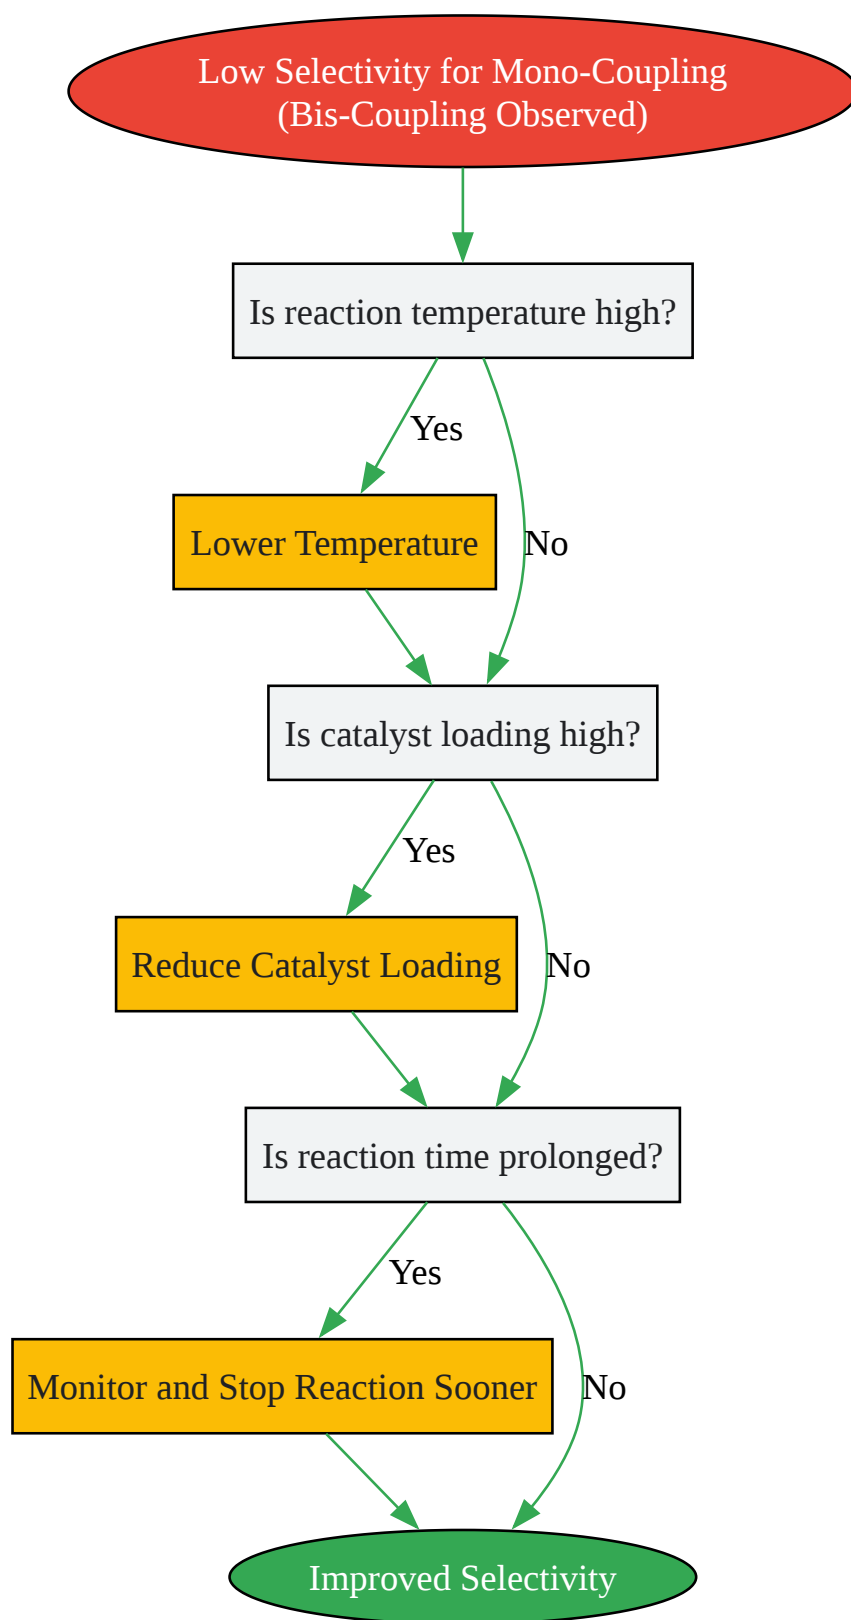 Low Selectivity for Mono-Coupling
(Bis-Coupling Observed)
Is reaction temperature high?
Yes
Lower Temperature
No
Is catalyst loading high?
Yes
Reduce Catalyst Loading
No
Is reaction time prolonged?
Yes
Monitor and Stop Reaction Sooner
No
Improved Selectivity